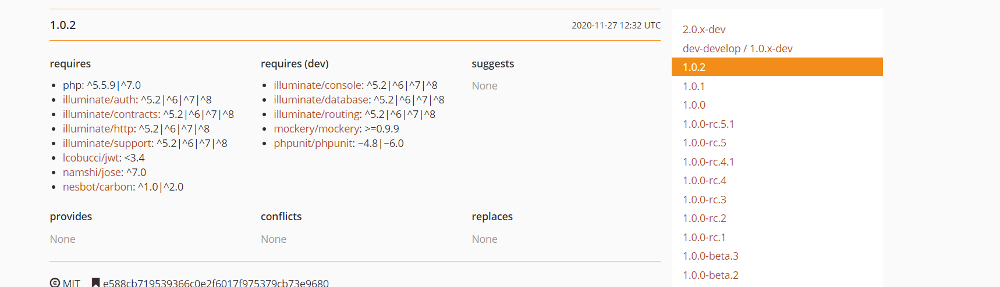 1.0.2
2020-11-27 12:32 UTC
requires
php: ^5.5.9|^7.0
illuminate/auth: ^5.2|^6|^7|^8
illuminate/contracts: ^5.2|^6|^7|^8
illuminate/http: ^5.2|^6|^7|^8
illuminate/support: ^5.2|^6|^7|^8
lcobucci/jwt: <3.4
namshi/jose: ^7.0
nesbot/carbon: ^1.0|^2.0
requires (dev)
illuminate/console: ^5.2|^6|^7|^8
illuminate/database: ^5.2|^6|^7|^8
illuminate/routing: ^5.2|^6|^7|^8
mockery/mockery: >=0.9.9
phpunit/phpunit: ~4.8|~6.0
suggests
None
provides
None
conflicts
None
replaces
None
MIT
e588cb719539366c0e2f6017f975379cb73e9680
2.0.x-dev
dev-develop / 1.0.x-dev
1.0.2
1.0.1
1.0.0
1.0.0-rc.5.1
1.0.0-rc.5
1.0.0-rc.4.1
1.0.0-rc.4
1.0.0-rc.3
1.0.0-rc.2
1.0.0-rc.1
1.0.0-beta.3
1.0.0-beta.2